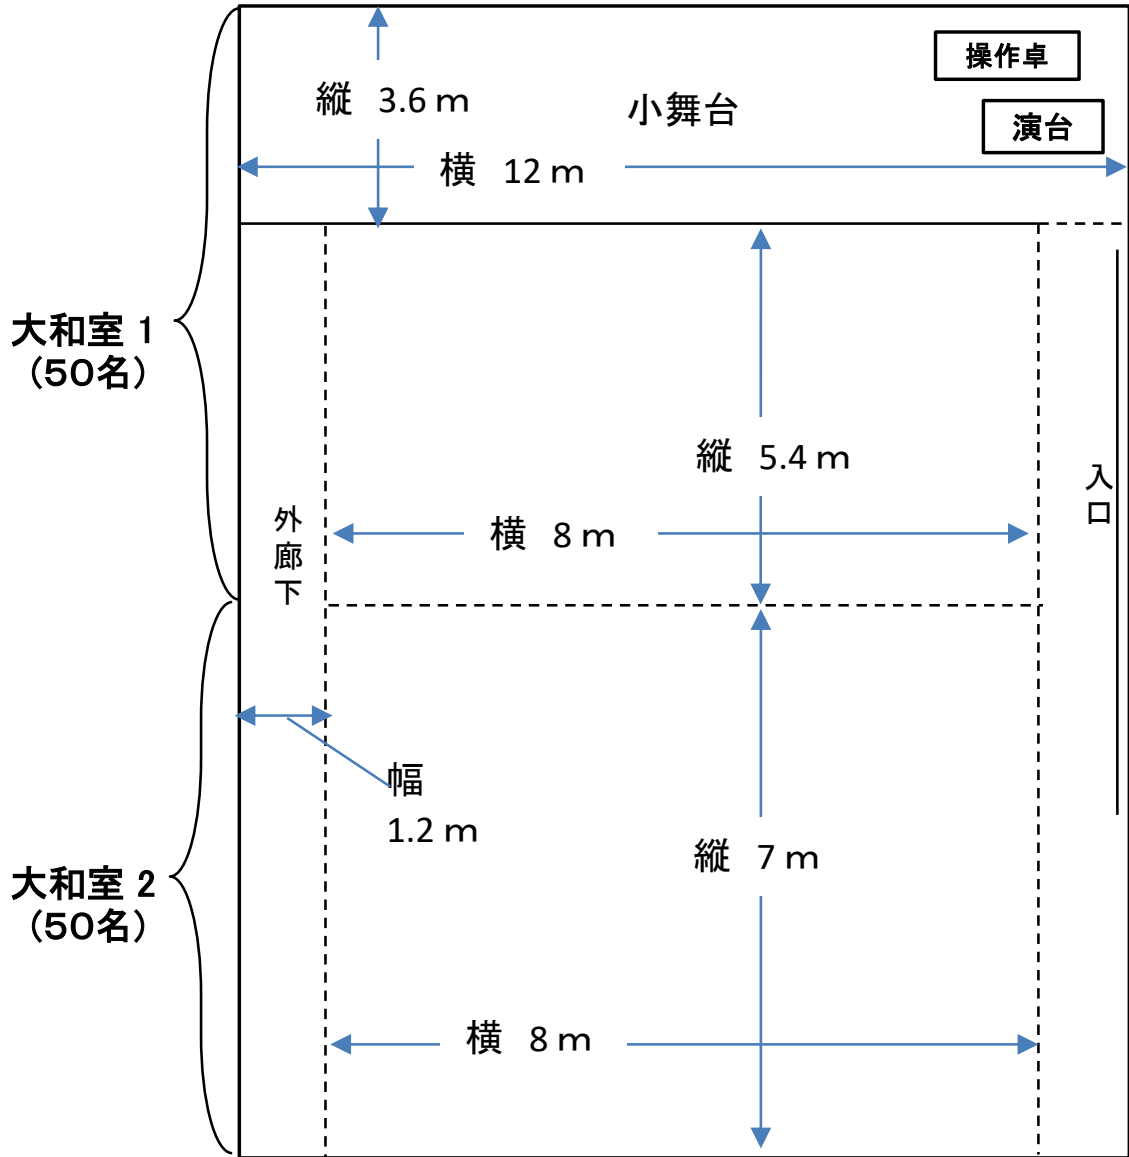 操作卓
縦 3.6 m
小舞台
演台
横 12 m
大和室 1
(50名)
縦 5.4 m
入口
外廊下
横 8 m
幅
1.2 m
縦 7 m
大和室 2
(50名)
横 8 m